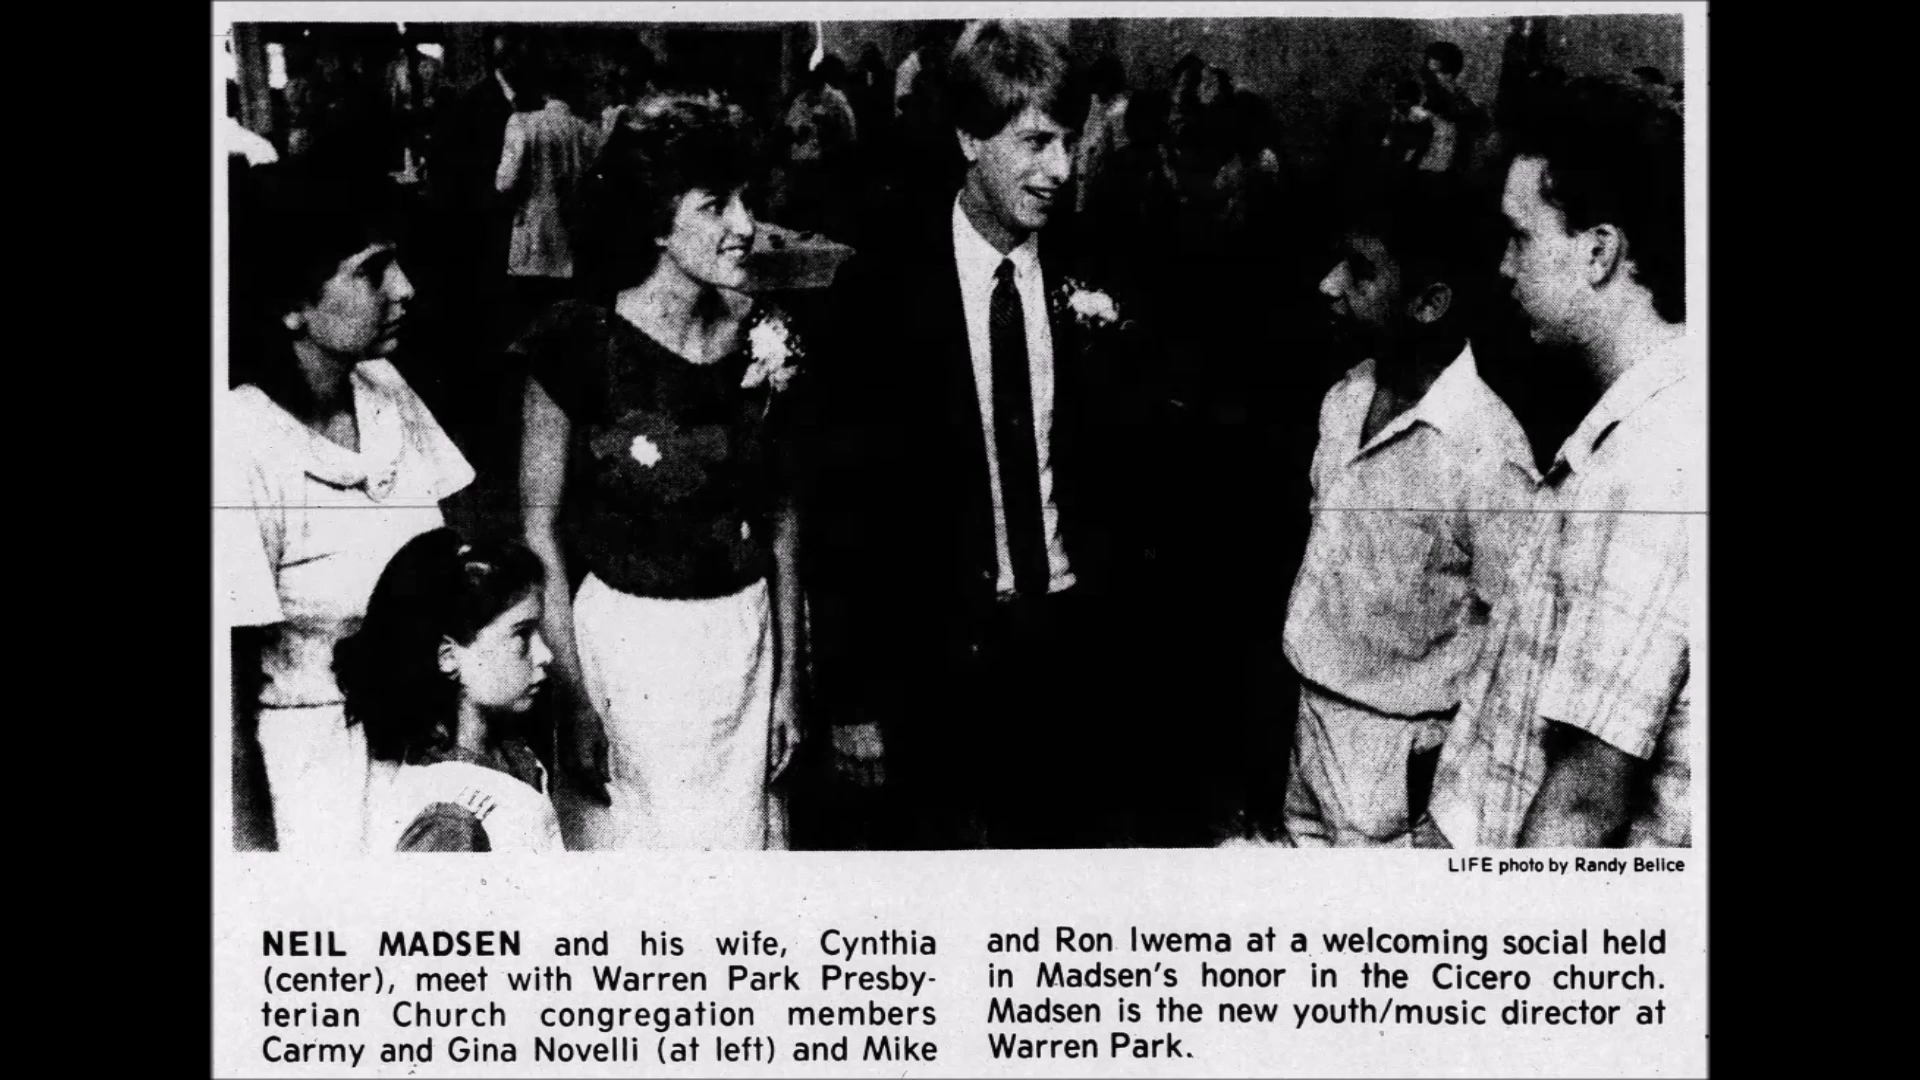 LIFE photo by Randy Belice
NEIL MADSEN and his wife, Cynthia
(center), meet with Warren Park Presby-
terian Church congregation members
Carmy and Gina Novelli (at left) and Mike
and Ron Iwema at a welcoming social held
in Madsen's honor in the Cicero church.
Madsen is the new youth/music director at
Warren Park.